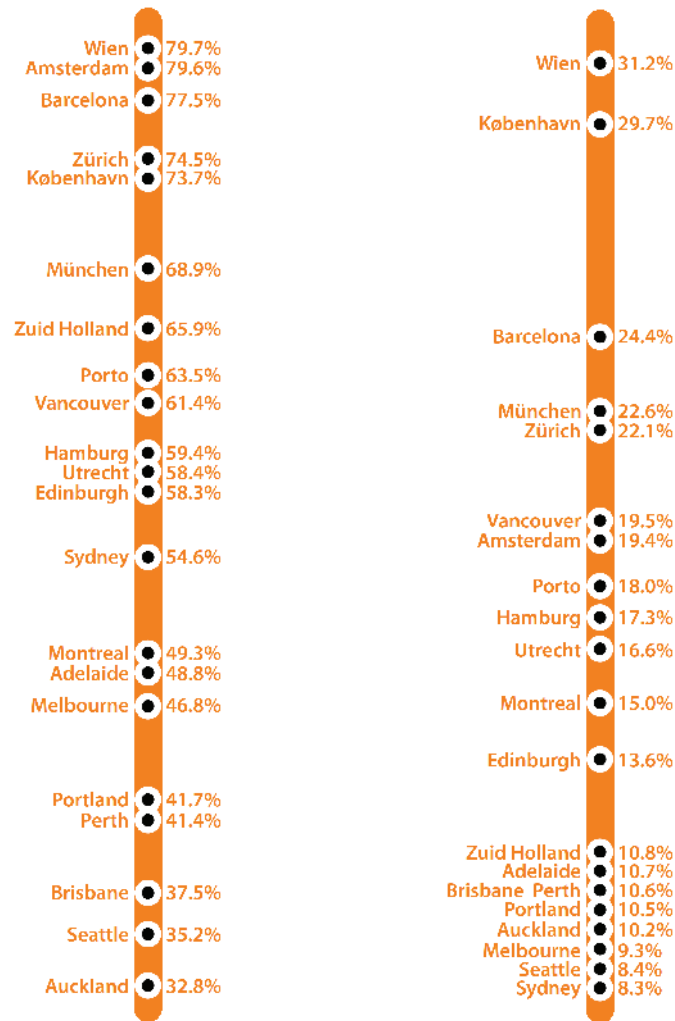 Wien 79.7%
Amsterdam 79.6%
Barcelona 77.5%
Zürich 74.5%
København 73.7%
München 68.9%
Zuid Holland 65.9%
Porto 63.5%
Vancouver 61.4%
Hamburg 59.4%
Utrecht 58.4%
Edinburgh 58.3%
Sydney 54.6%
Montreal 49.3%
Adelaide 48.8%
Melbourne 46.8%
Portland 41.7%
Perth 41.4%
Brisbane 37.5%
Seattle 35.2%
Auckland 32.8%
Wien 31.2%
København 29.7%
Barcelona 24.4%
München 22.6%
Zürich 22.1%
Vancouver 19.5%
Amsterdam 19.4%
Porto 18.0%
Hamburg 17.3%
Utrecht 16.6%
Montreal 15.0%
Edinburgh 13.6%
Zuid Holland 10.8%
Adelaide 10.7%
Brisbane Perth 10.6%
Portland 10.5%
Auckland 10.2%
Melbourne 9.3%
Seattle 8.4%
Sydney 8.3%